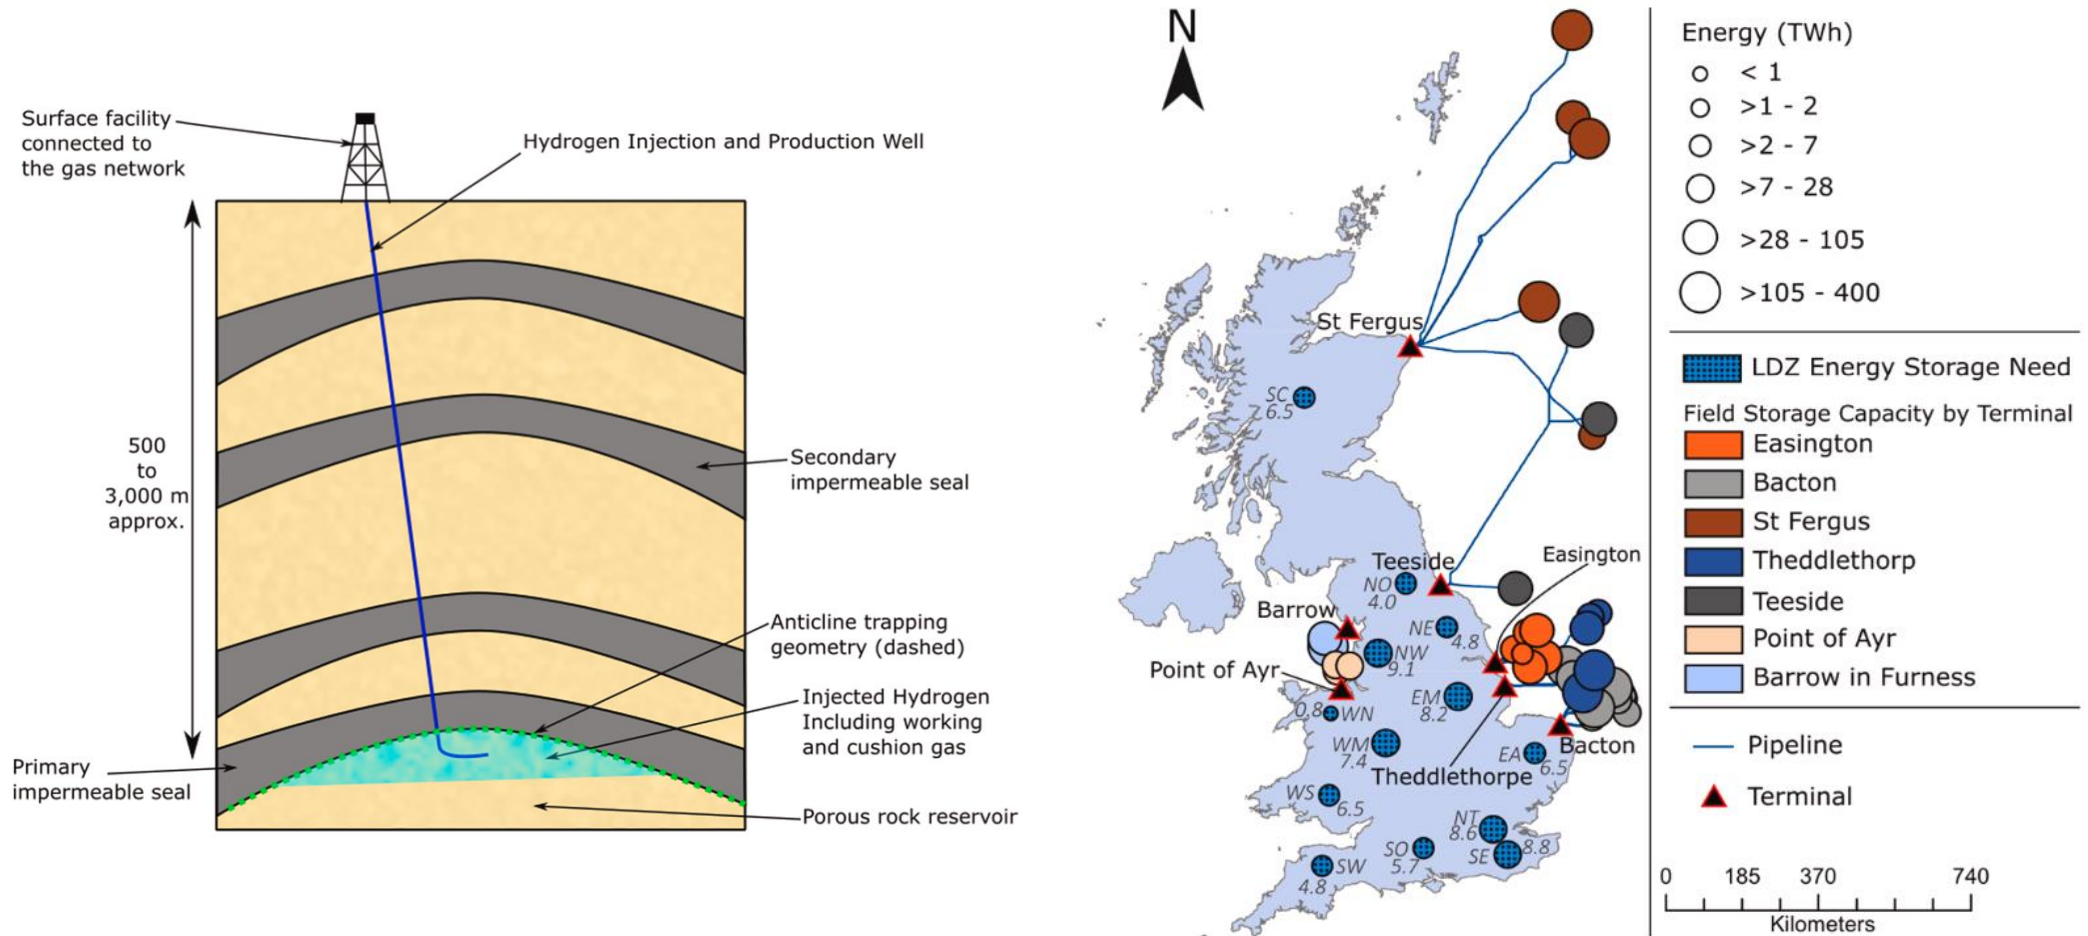 Surface facility
connected to
the gas network
Hydrogen Injection and Production Well
500
to
3,000 m
approx.
Secondary
impermeable seal
Anticline trapping
geometry (dashed)
Injected Hydrogen
Including working
and cushion gas
Primary
impermeable seal
Porous rock reservoir
N
St Fergus
SC
6.5
Teeside
Easington
NO
4.0
Barrow
NE
4.8
NW
9.1
Point of Ayr
EM
8.2
0.8
WN
WM
7.4
Bacton
EA
6.5
Theddlethorpe
WS
6.5
NT
8.6
SO
5.7
SE
8.8
SW
4.8
Energy (TWh)
< 1
>1 - 2
>2 - 7
>7 - 28
>28 - 105
>105 - 400
LDZ Energy Storage Need
Field Storage Capacity by Terminal
Easington
Bacton
St Fergus
Theddlethorp
Teeside
Point of Ayr
Barrow in Furness
Pipeline
Terminal
0 185 370 740
Kilometers